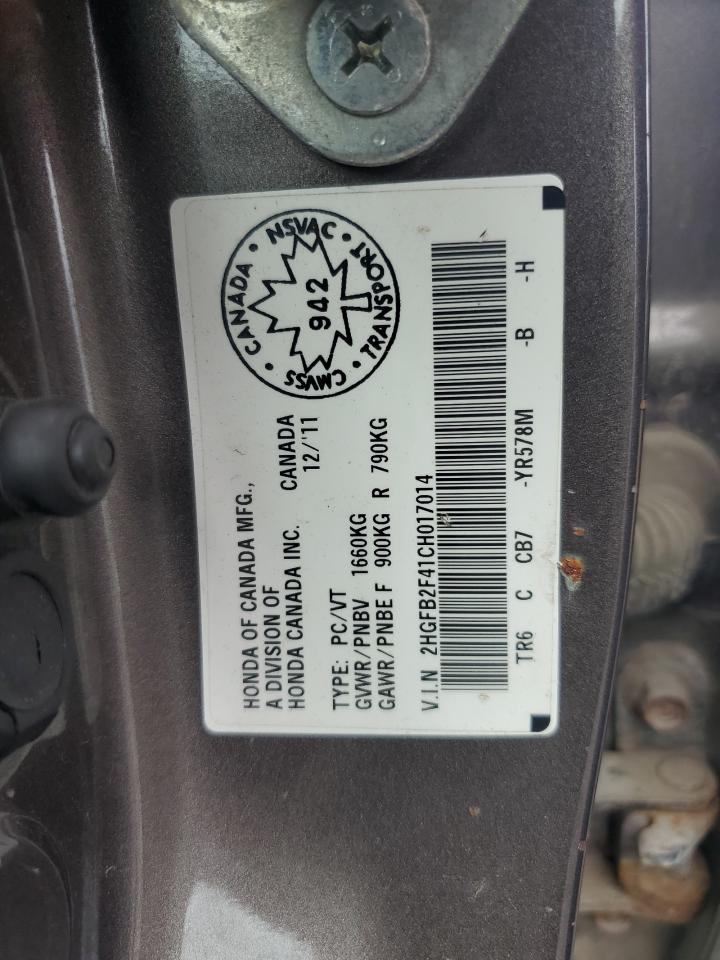 HONDA OF CANADA MFG.,
A DIVISION OF
HONDA CANADA INC. CANADA
12/'11
TYPE: PC/VT
GVWR/PNBV 1660KG
GAWR/PNBE F 900KG R 790KG
V.I.N 2HGFB2F41CH017014
TR6 C CB7 -YR578M -B -H
CANADA • NSVAC • TRANSPORT • CMVSS •
942